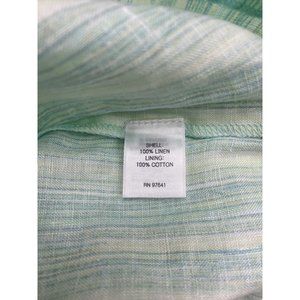 SHELL:
100% LINEN
LINING:
100% COTTON
RN 97641